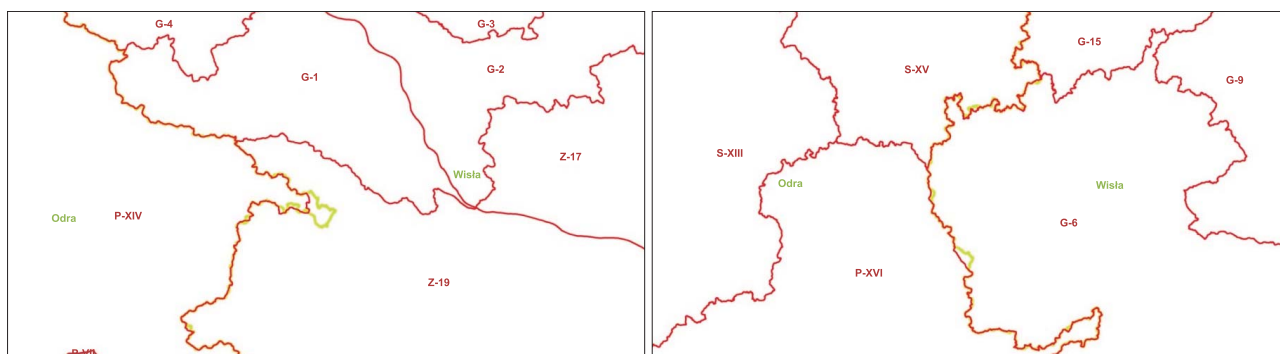 G-4
G-3
G-1
G-2
Z-17
Wisła
Odra
P-XIV
Z-19
G-15
S-XV
G-9
S-XIII
Odra
Wisła
G-6
P-XVI